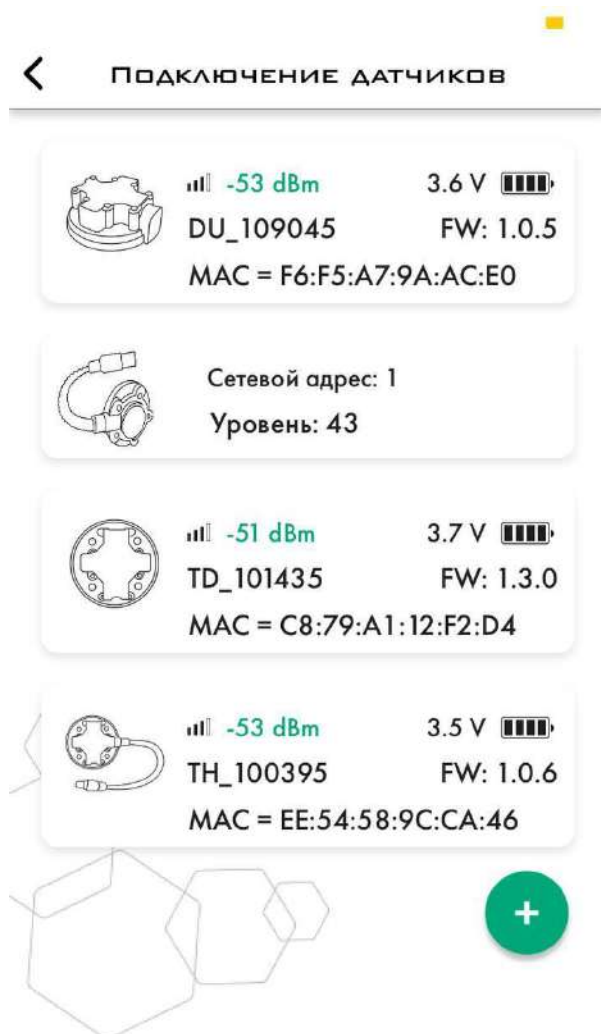 Подключение датчиков
-53 dBm 3.6 V
DU_109045 FW: 1.0.5
MAC = F6:F5:A7:9A:AC:E0
Сетевой адрес: 1
Уровень: 43
-51 dBm 3.7 V
TD_101435 FW: 1.3.0
MAC = C8:79:A1:12:F2:D4
-53 dBm 3.5 V
TH_100395 FW: 1.0.6
MAC = EE:54:58:9C:CA:46
+